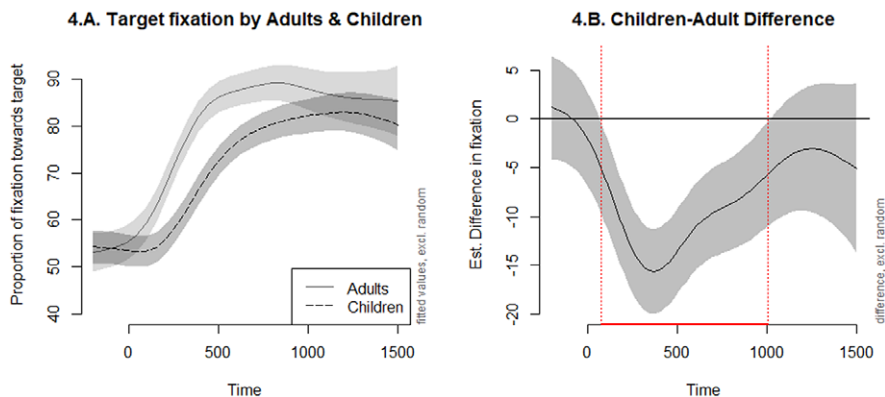 4.A. Target fixation by Adults & Children
Proportion of fixation towards target
90
80
70
60
50
40
Adults
Children
fitted values, excl. random
0
500
1000
1500
Time
4.B. Children-Adult Difference
Est. Difference in fixation
5
0
-5
-10
-15
-20
difference, excl. random
0
500
1000
1500
Time